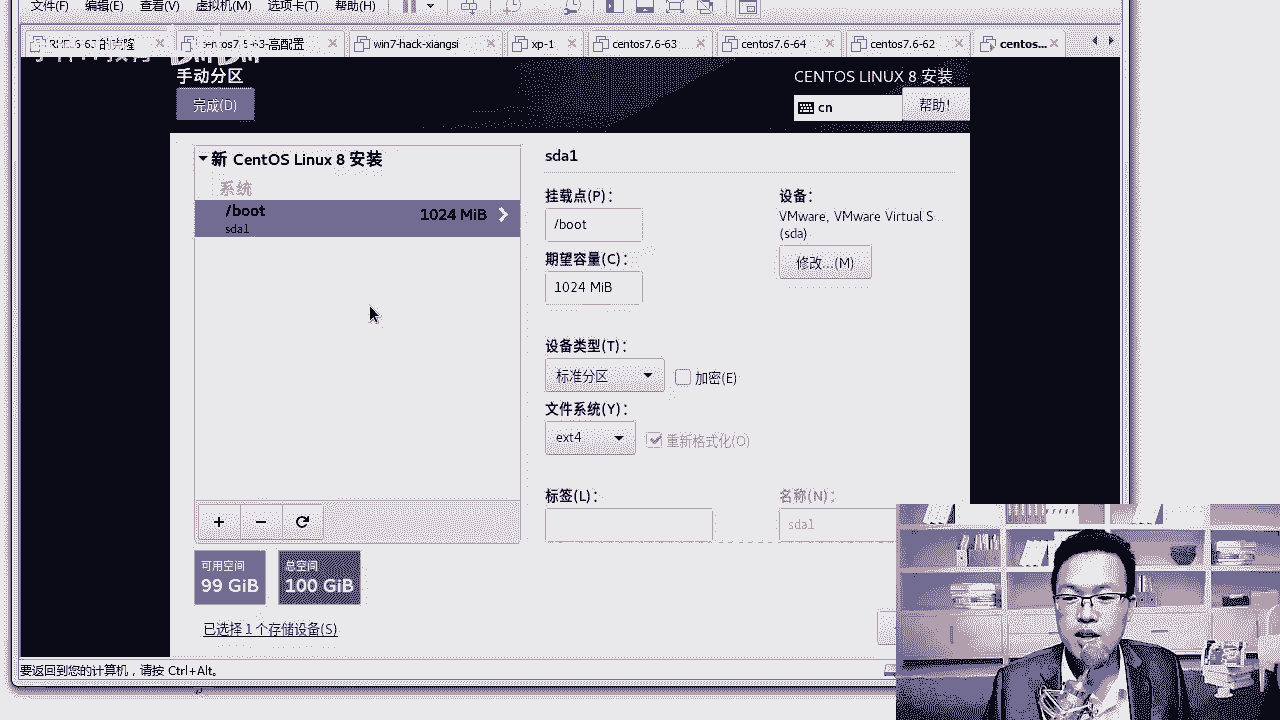 文件(F) 编辑(E) 查看(V) 虚拟机(M) 选项卡(T) 帮助(H)
centos7.6-63-高配置
win7-hack-xiangsi
xp-1
centos7.6-63
centos7.6-64
centos7.6-62
centos...
手动分区
CENTOS LINUX 8 安装
完成(D)
cn
帮助!
新 CentOS Linux 8 安装
系统
/boot
1024 MiB
sda1
sda1
挂载点(P):
/boot
设备:
VMware, VMware Virtual S...
(sda)
修改...(M)
期望容量(C):
1024 MiB
设备类型(T):
标准分区
加密(E)
文件系统(Y):
ext4
重新格式化(O)
标签(L):
名称(N):
sda1
可用空间
99 GiB
总空间
100 GiB
已选择 1 个存储设备(S)
要返回到您的计算机，请按 Ctrl+Alt。